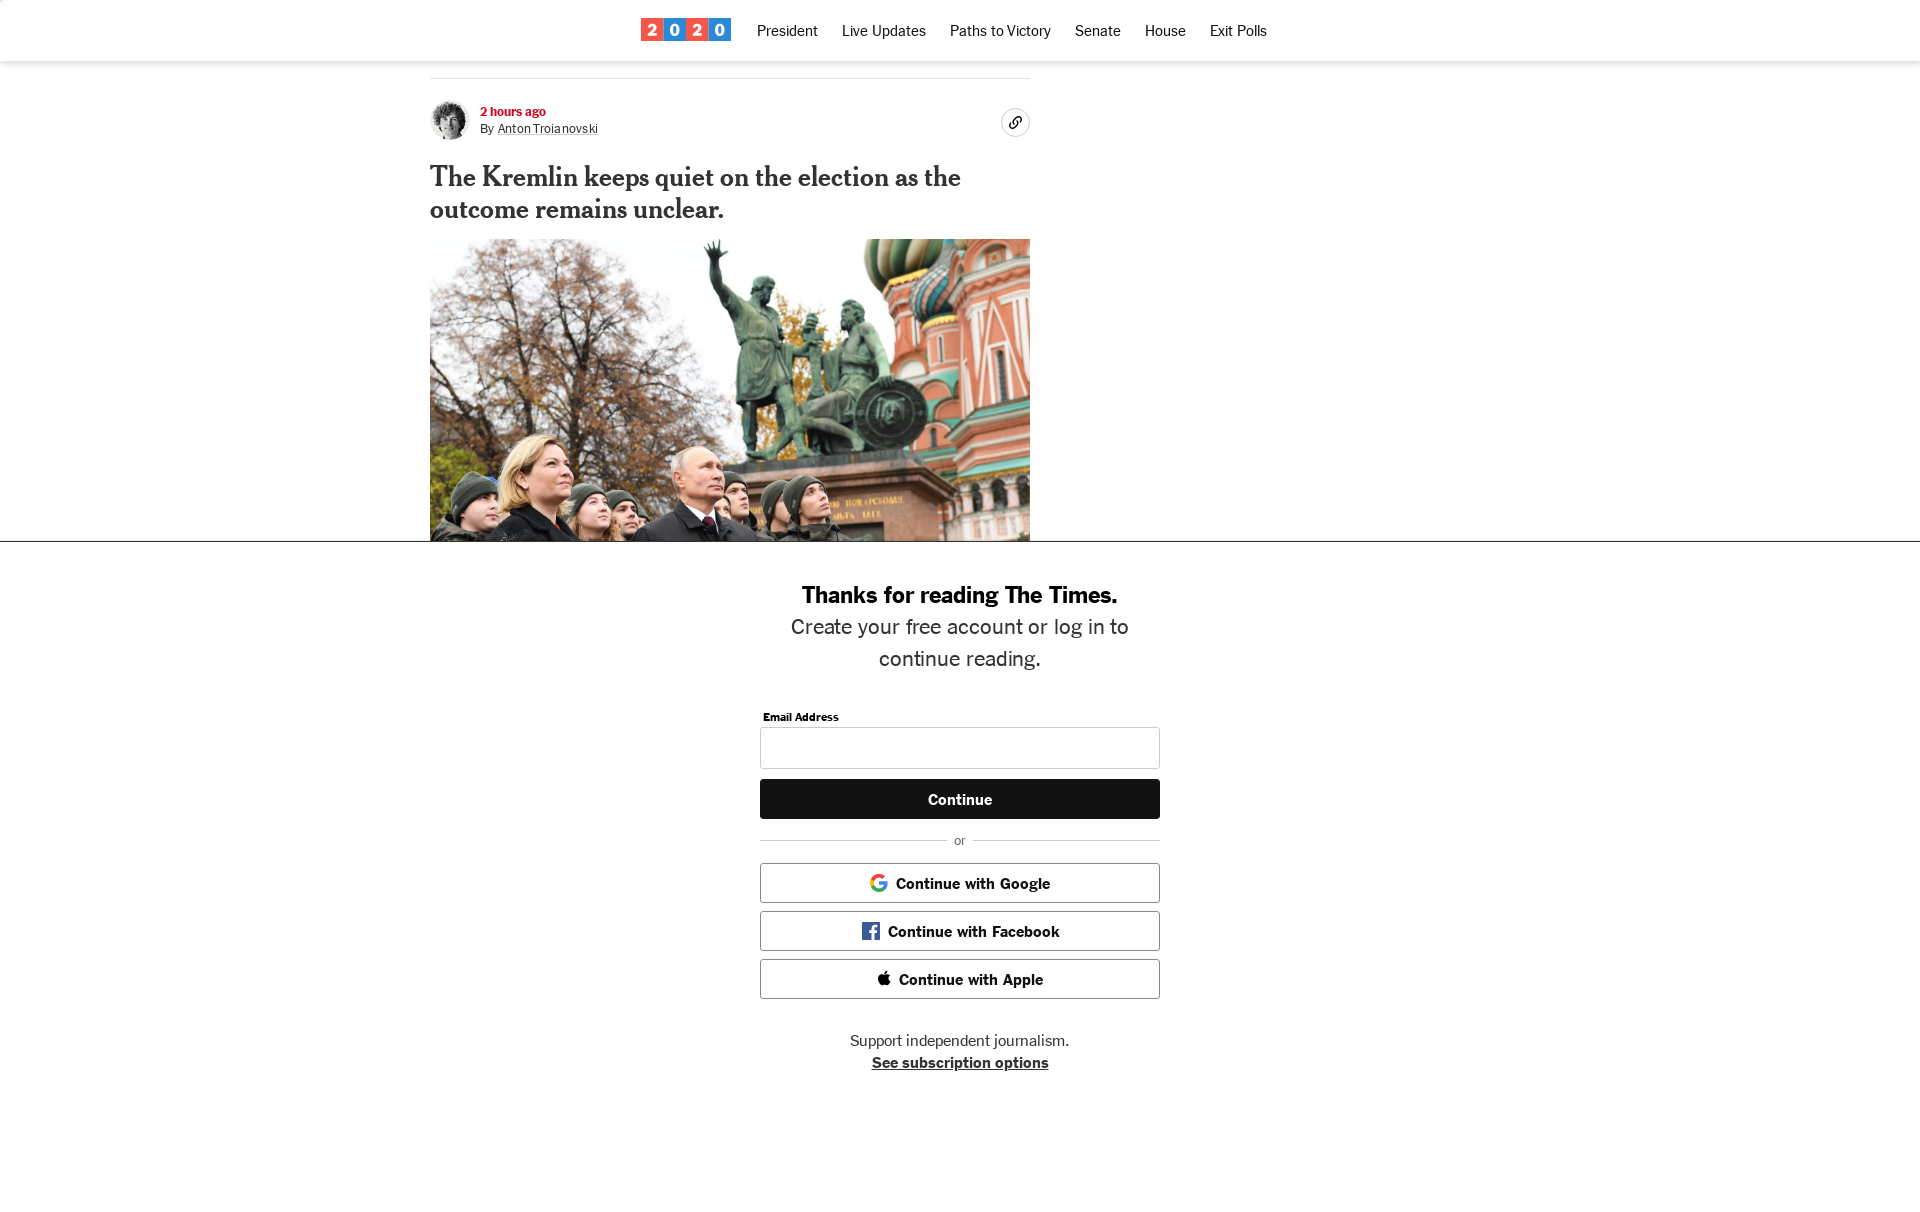 2020 President Live Updates Paths to Victory Senate House Exit Polls
2 hours ago
By Anton Troianovski
The Kremlin keeps quiet on the election as the
outcome remains unclear.
Thanks for reading The Times.
Create your free account or log in to
continue reading.
Email Address
Continue
or
Continue with Google
Continue with Facebook
Continue with Apple
Support independent journalism.
See subscription options